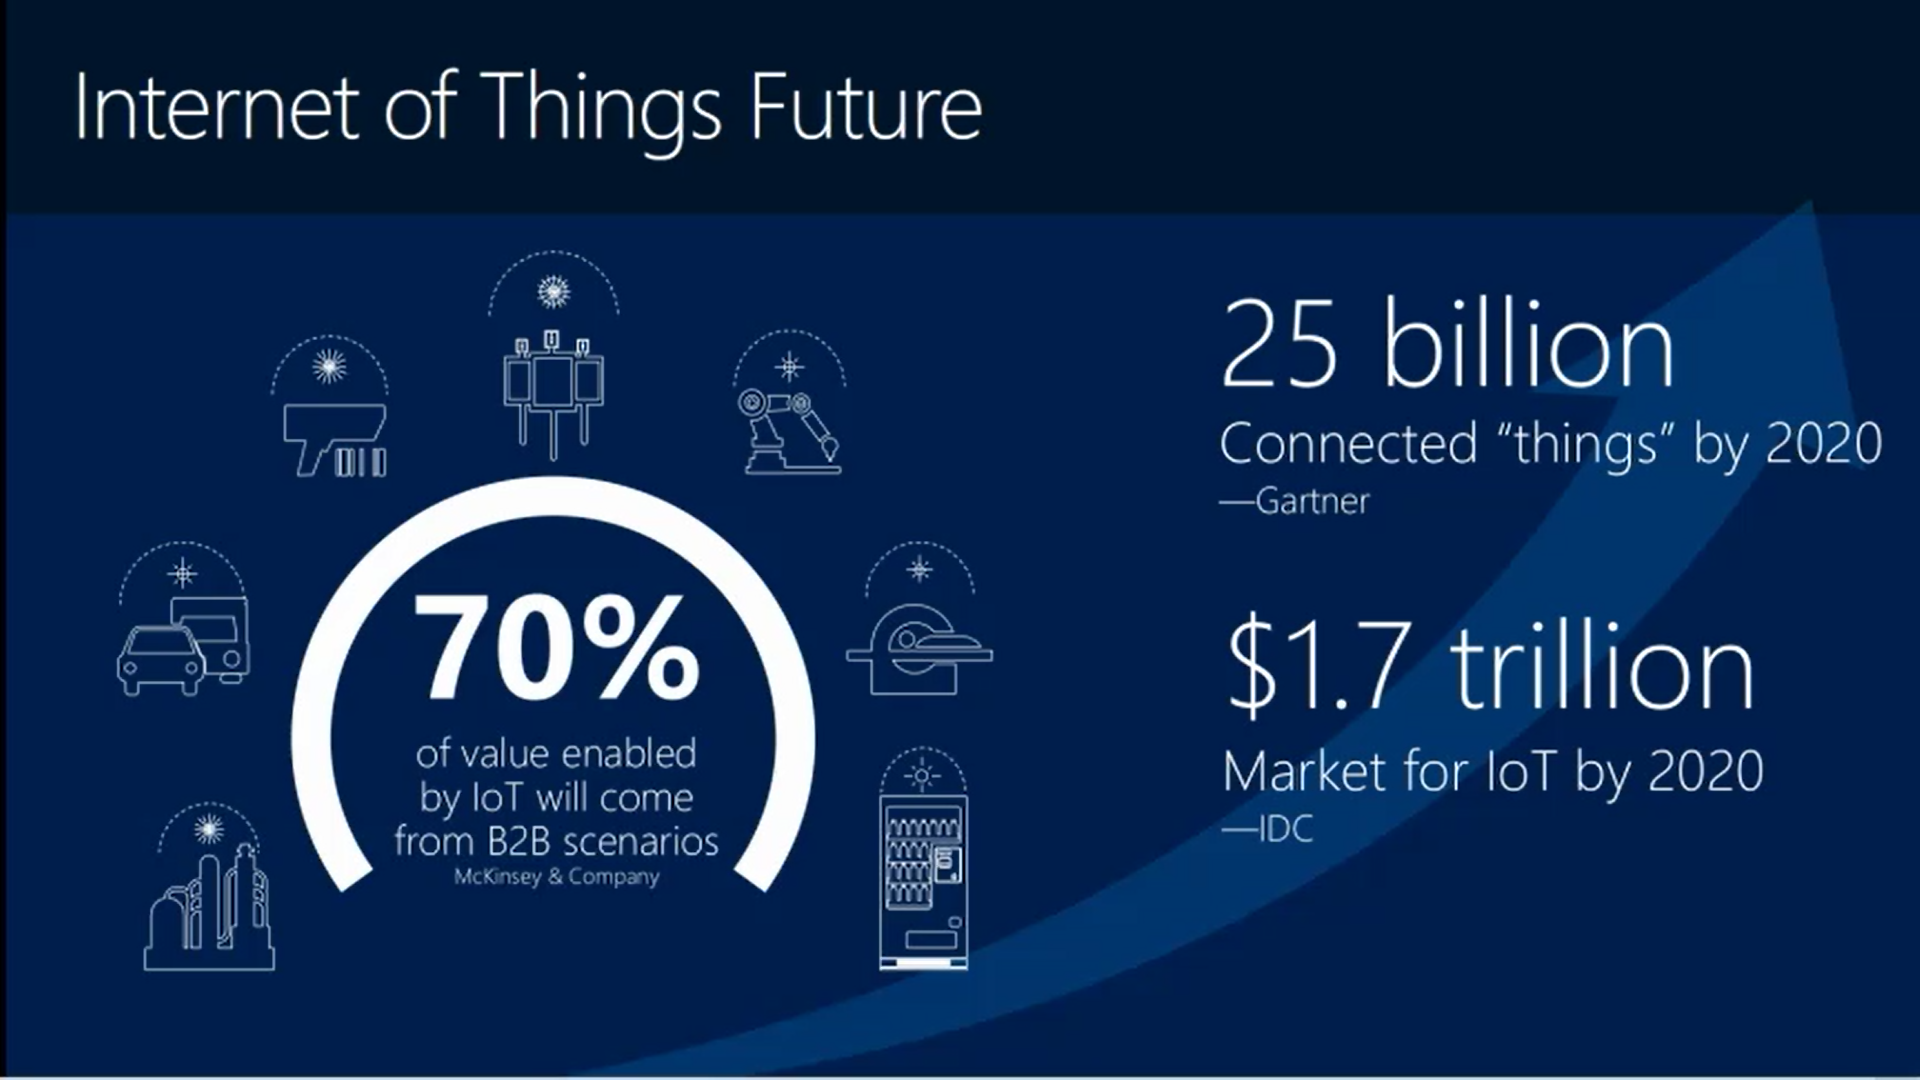 Internet of Things Future
70%
of value enabled
by IoT will come
from B2B scenarios
McKinsey & Company
25 billion
Connected “things” by 2020
—Gartner
$1.7 trillion
Market for IoT by 2020
—IDC